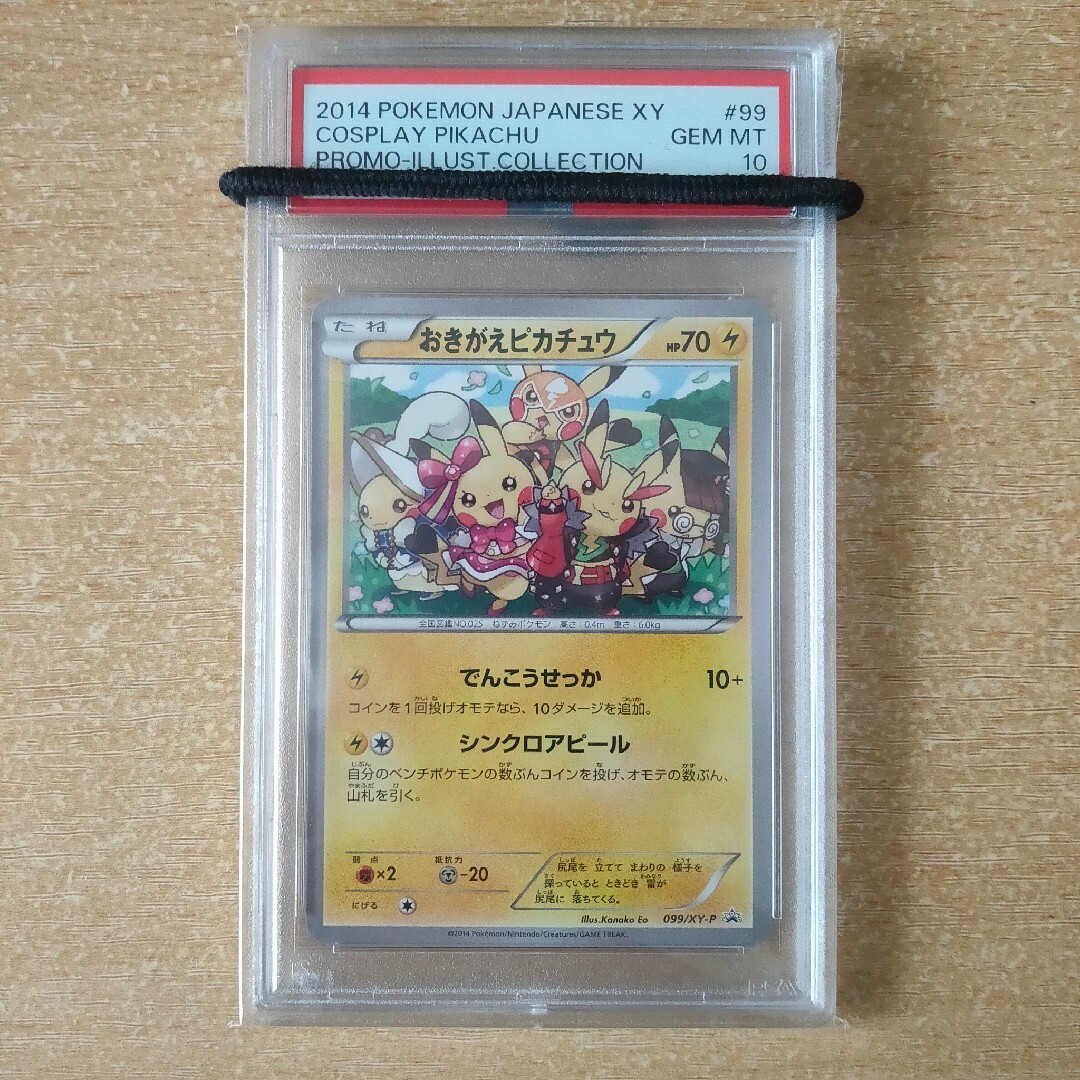 2014 POKEMON JAPANESE XY #99
COSPLAY PIKACHU GEM MT
PROMO-ILLUST.COLLECTION 10
たね おきがえピカチュウ HP70
全国図鑑NO.025 ねずみポケモン 高さ:0.4m 重さ:6.0kg
でんこうせっか 10+
コインを1回投げオモテなら、10ダメージを追加。
シンクロアピール
自分のベンチポケモンの数ぶんコインを投げ、オモテの数ぶん、
山札を引く。
弱点 抵抗力
×2 -20
にげる
尻尾を 立てて まわりの 様子を
探っていると ときどき 雷が
尻尾に 落ちてくる。
Illus.Kanako Eo 099/XY-P
©2014 Pokémon/Nintendo/Creatures/GAME FREAK.